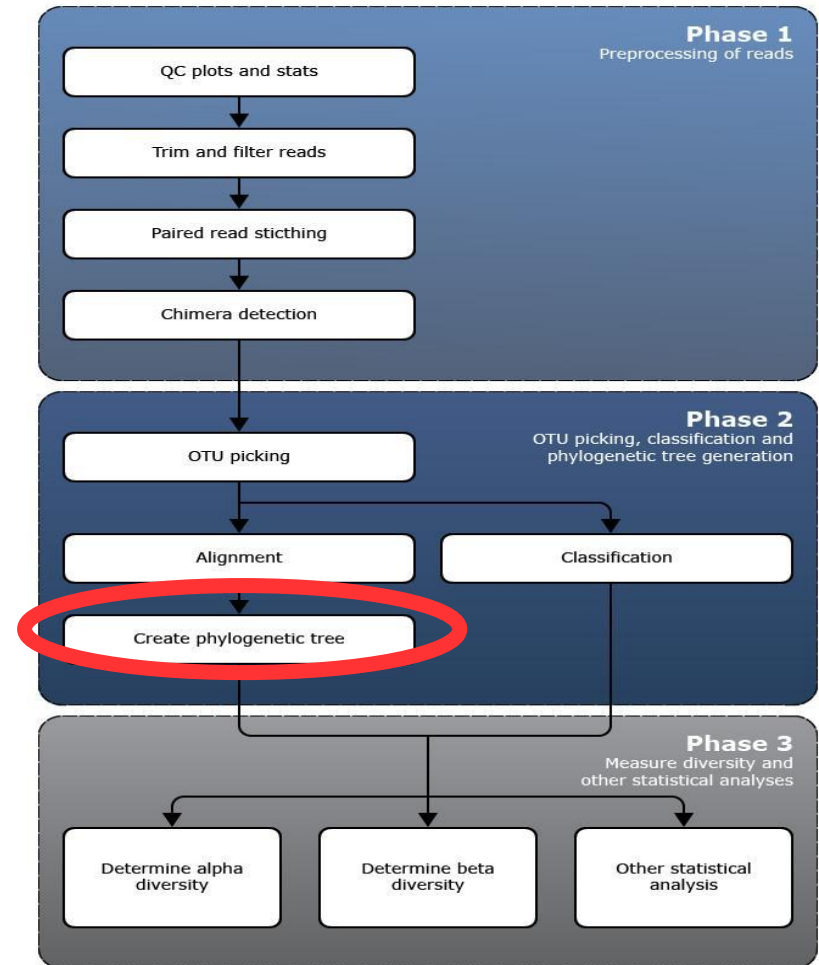 Phase 1
Preprocessing of reads
QC plots and stats
Trim and filter reads
Paired read sticthing
Chimera detection
Phase 2
OTU picking, classification and
phylogenetic tree generation
OTU picking
Alignment
Classification
Create phylogenetic tree
Phase 3
Measure diversity and
other statistical analyses
Determine alpha
diversity
Determine beta
diversity
Other statistical
analysis